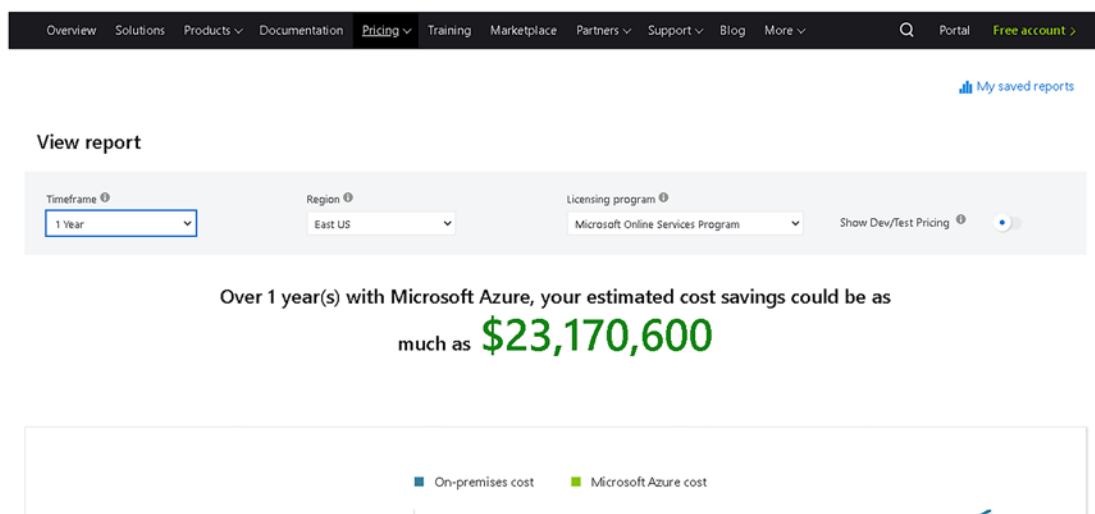 Overview Solutions Products Documentation Pricing Training Marketplace Partners Support Blog More Portal Free account >
My saved reports
View report
Timeframe Region Licensing program
1 Year East US Microsoft Online Services Program Show Dev/Test Pricing
Over 1 year(s) with Microsoft Azure, your estimated cost savings could be as
much as $23,170,600
On-premises cost Microsoft Azure cost